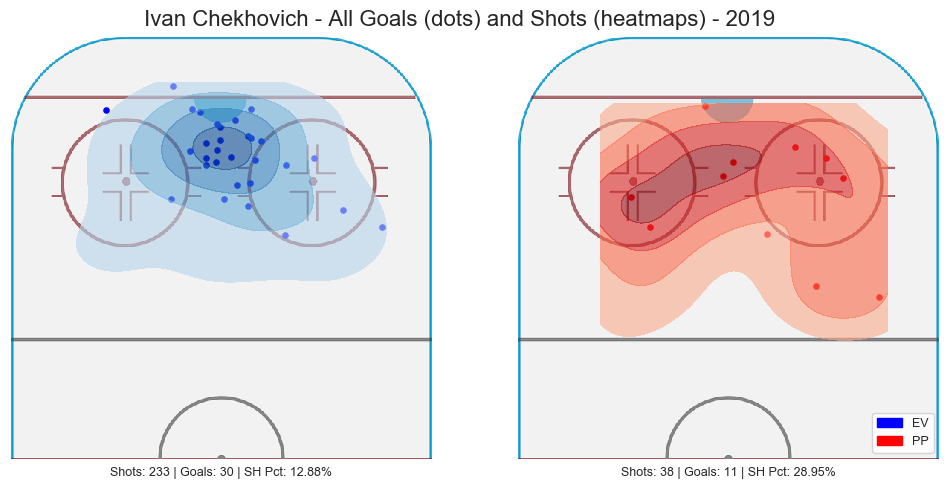 Ivan Chekhovich - All Goals (dots) and Shots (heatmaps) - 2019
EV
PP
Shots: 233 | Goals: 30 | SH Pct: 12.88%
Shots: 38 | Goals: 11 | SH Pct: 28.95%